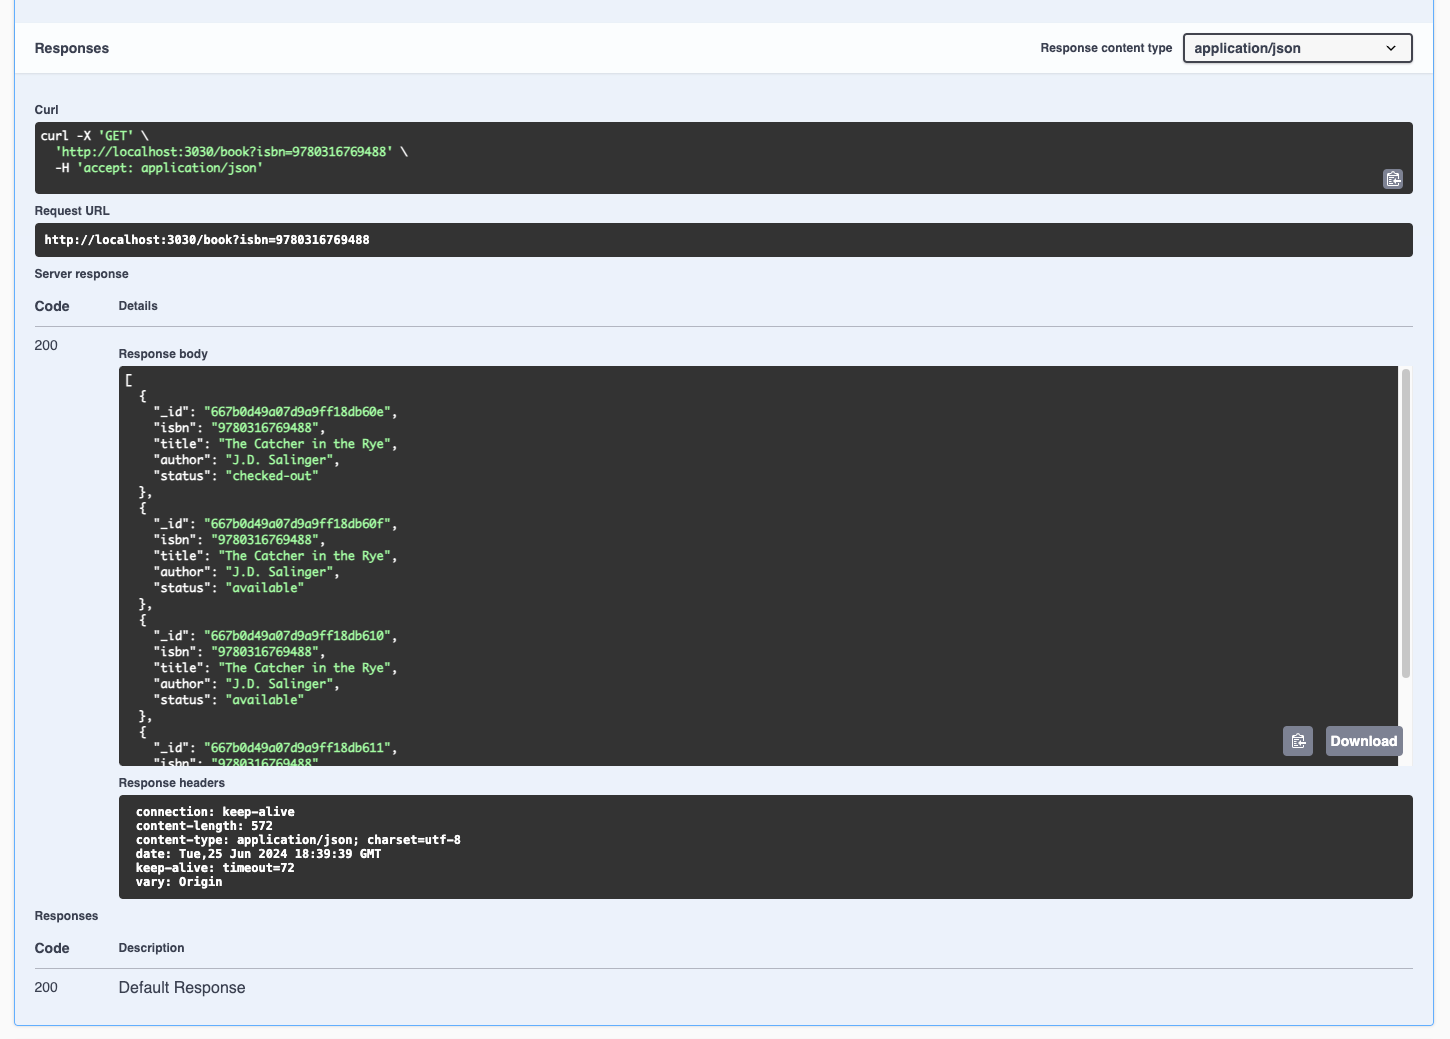 Responses
Response content type
application/json
Curl
curl -X 'GET' \
  'http://localhost:3030/book?isbn=9780316769488' \
  -H 'accept: application/json'
Request URL
http://localhost:3030/book?isbn=9780316769488
Server response
Code Details
200
Response body
[
  {
    "_id": "667b0d49a07d9a9ff18db60e",
    "isbn": "9780316769488",
    "title": "The Catcher in the Rye",
    "author": "J.D. Salinger",
    "status": "checked-out"
  },
  {
    "_id": "667b0d49a07d9a9ff18db60f",
    "isbn": "9780316769488",
    "title": "The Catcher in the Rye",
    "author": "J.D. Salinger",
    "status": "available"
  },
  {
    "_id": "667b0d49a07d9a9ff18db610",
    "isbn": "9780316769488",
    "title": "The Catcher in the Rye",
    "author": "J.D. Salinger",
    "status": "available"
  },
  {
    "_id": "667b0d49a07d9a9ff18db611",
    "isbn": "9780316769488"
Download
Response headers
connection: keep-alive
content-length: 572
content-type: application/json; charset=utf-8
date: Tue,25 Jun 2024 18:39:39 GMT
keep-alive: timeout=72
vary: Origin
Responses
Code Description
200 Default Response